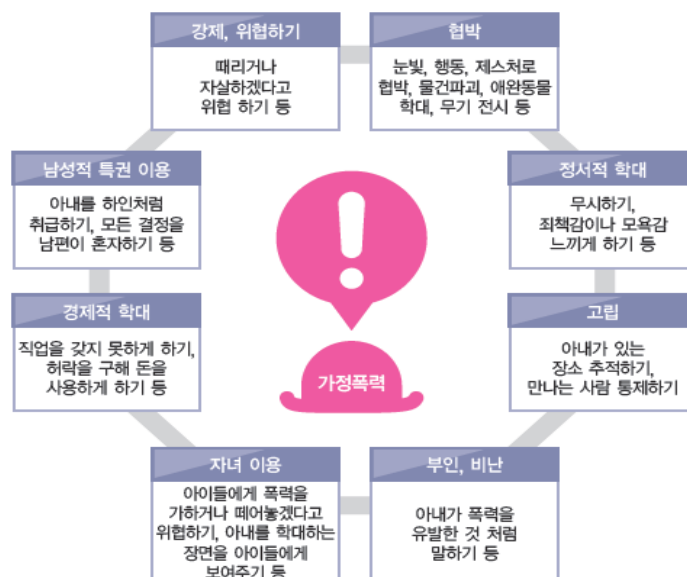 강제, 위협하기
때리거나
자살하겠다고
위협 하기 등
협박
눈빛, 행동, 제스처로
협박, 물건파괴, 애완동물
학대, 무기 전시 등
남성적 특권 이용
아내를 하인처럼
취급하기, 모든 결정을
남편이 혼자하기 등
정서적 학대
무시하기,
죄책감이나 모욕감
느끼게 하기 등
경제적 학대
직업을 갖지 못하게 하기,
허락을 구해 돈을
사용하게 하기 등
가정폭력
고립
아내가 있는
장소 추적하기,
만나는 사람 통제하기
자녀 이용
아이들에게 폭력을
가하거나 떼어놓겠다고
위협하기, 아내를 학대하는
장면을 아이들에게
보여주기 등
부인, 비난
아내가 폭력을
유발한 것 처럼
말하기 등